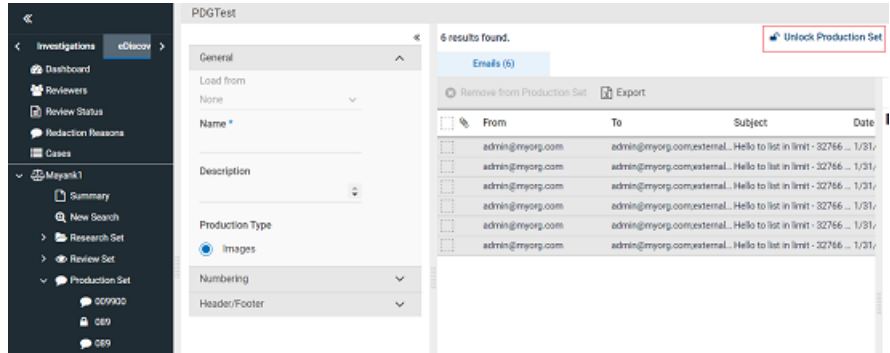 PDGTest
Investigations eDiscov
Dashboard
Reviewers
Review Status
Redaction Reasons
Cases
Mayank1
Summary
New Search
Research Set
Review Set
Production Set
009900
089
089
General
Load from
None
Name *
Description
Production Type
Images
Numbering
Header/Footer
6 results found.
Unlock Production Set
Emails (6)
Remove from Production Set Export
From To Subject Date
admin@myorg.com admin@myorg.com;external... Hello to list in limit - 32766 ... 1/31/
admin@myorg.com admin@myorg.com;external... Hello to list in limit - 32766 ... 1/31/
admin@myorg.com admin@myorg.com;external... Hello to list in limit - 32766 ... 1/31/
admin@myorg.com admin@myorg.com;external... Hello to list in limit - 32766 ... 1/31/
admin@myorg.com admin@myorg.com;external... Hello to list in limit - 32766 ... 1/31/
admin@myorg.com admin@myorg.com;external... Hello to list in limit - 32766 ... 1/31/